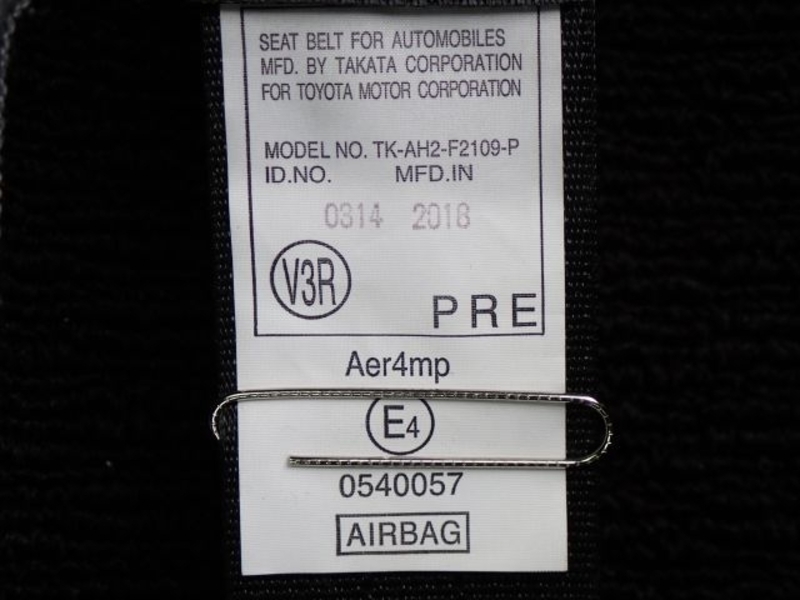 SEAT BELT FOR AUTOMOBILES
MFD. BY TAKATA CORPORATION
FOR TOYOTA MOTOR CORPORATION
MODEL NO. TK-AH2-F2109-P
ID.NO. MFD.IN
0314 2018
V3R
PRE
Aer4mp
E4
0540057
AIRBAG